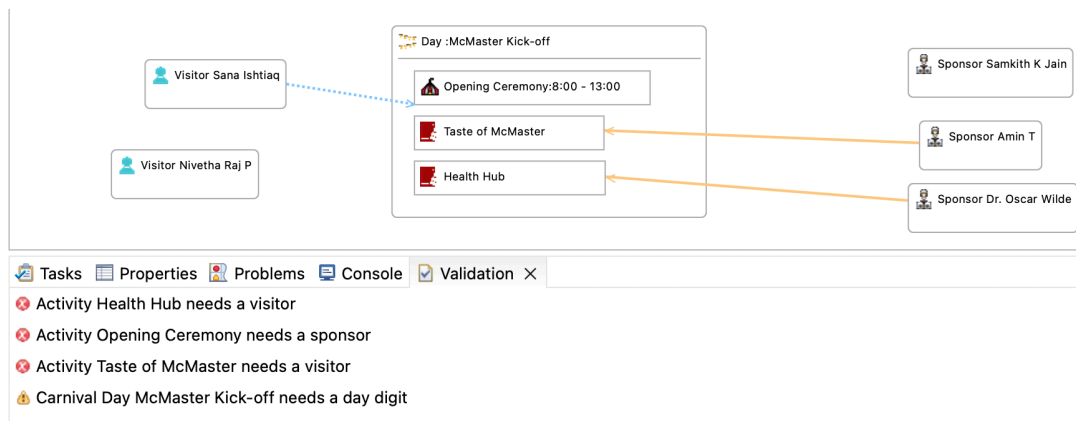 Day :McMaster Kick-off
Visitor Sana Ishtiaq
Sponsor Samkith K Jain
Opening Ceremony:8:00 - 13:00
Taste of McMaster
Sponsor Amin T
Visitor Nivetha Raj P
Health Hub
Sponsor Dr. Oscar Wilde
Tasks Properties Problems Console Validation
Activity Health Hub needs a visitor
Activity Opening Ceremony needs a sponsor
Activity Taste of McMaster needs a visitor
Carnival Day McMaster Kick-off needs a day digit